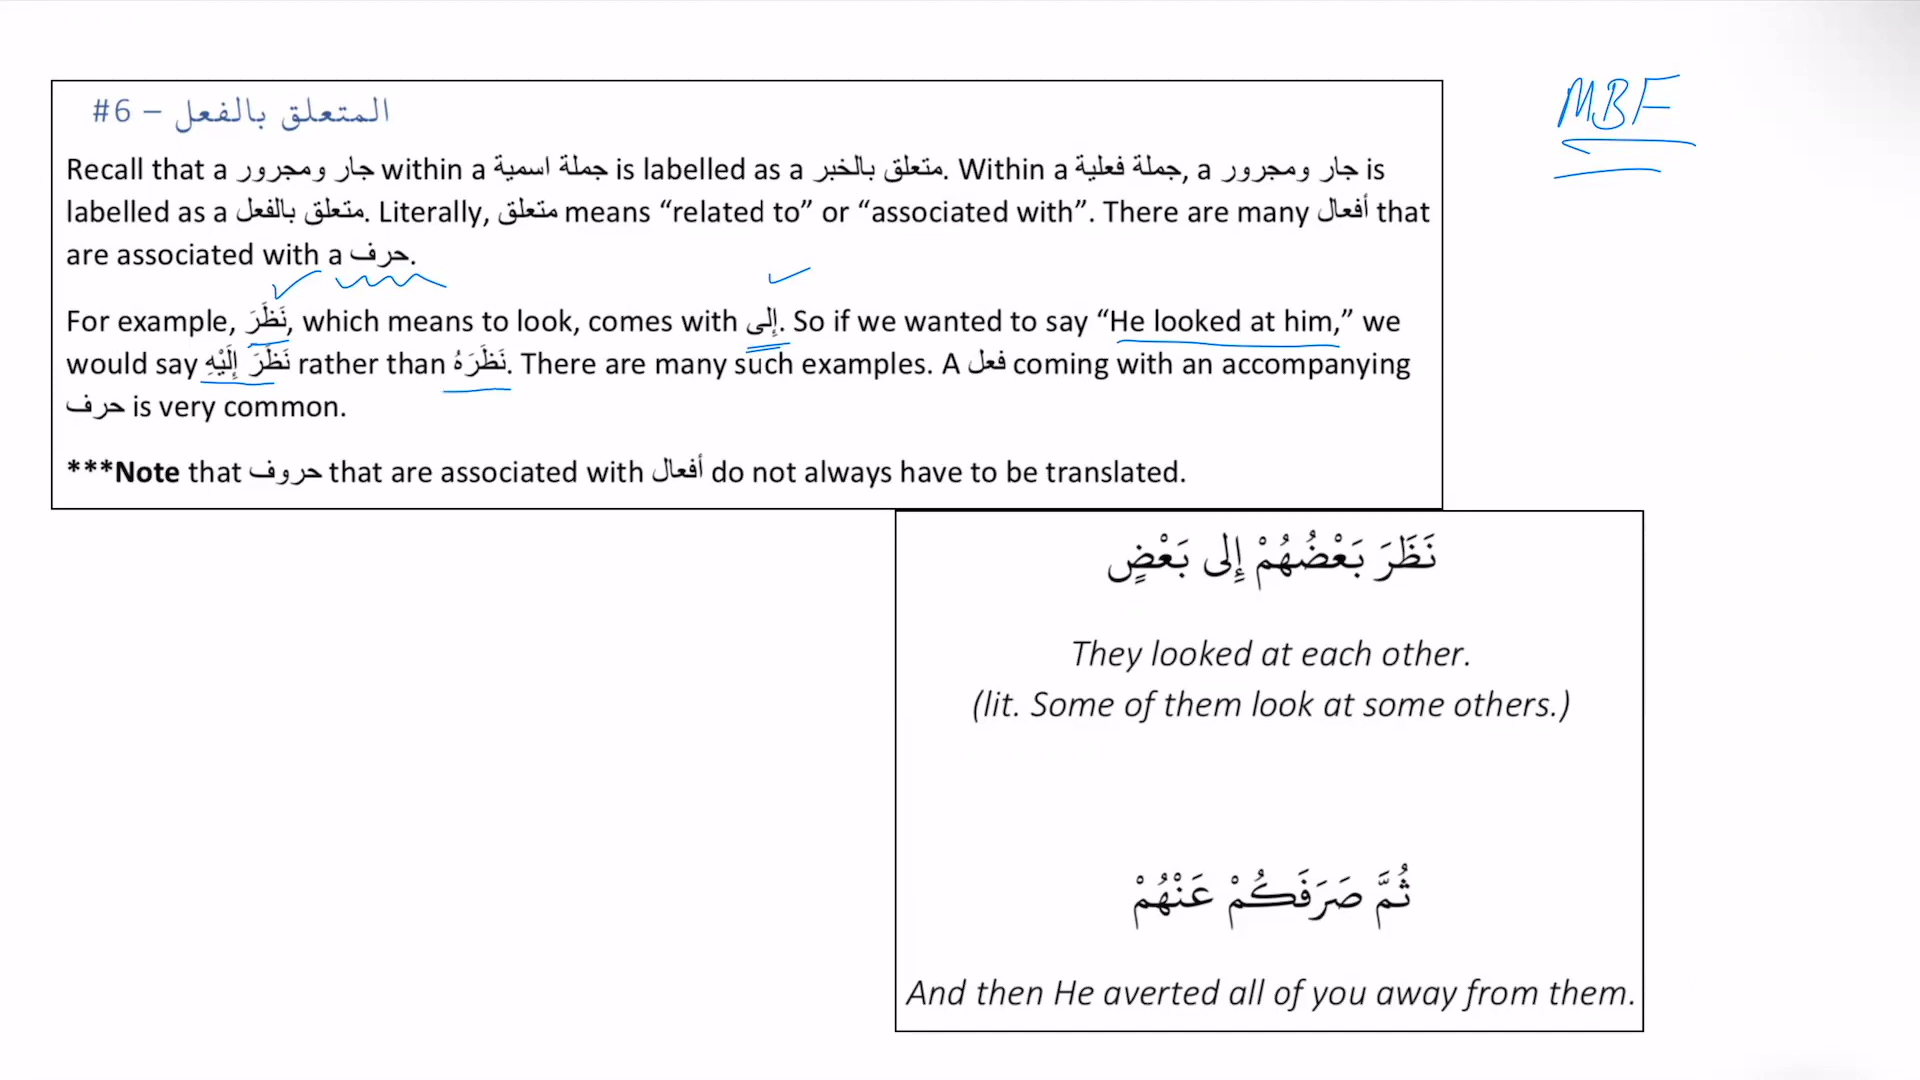 #6 – المتعلق بالفعل
MBF
Recall that a جار ومجرور within a جملة اسمية is labelled as a متعلق بالخبر. Within a جملة فعلية, a جار ومجرور is
labelled as a متعلق بالفعل. Literally, متعلق means “related to” or “associated with”. There are many أفعال that
are associated with a حرف.
For example, نَظَرَ, which means to look, comes with إِلى. So if we wanted to say “He looked at him,” we
would say نَظَرَ إِلَيْهِ rather than نَظَرَهُ. There are many such examples. A فعل coming with an accompanying
حرف is very common.
***Note that حروف that are associated with أفعال do not always have to be translated.
نَظَرَ بَعْضُهُمْ إِلى بَعْضٍ
They looked at each other.
(lit. Some of them look at some others.)
ثُمَّ صَرَفَكُمْ عَنْهُمْ
And then He averted all of you away from them.